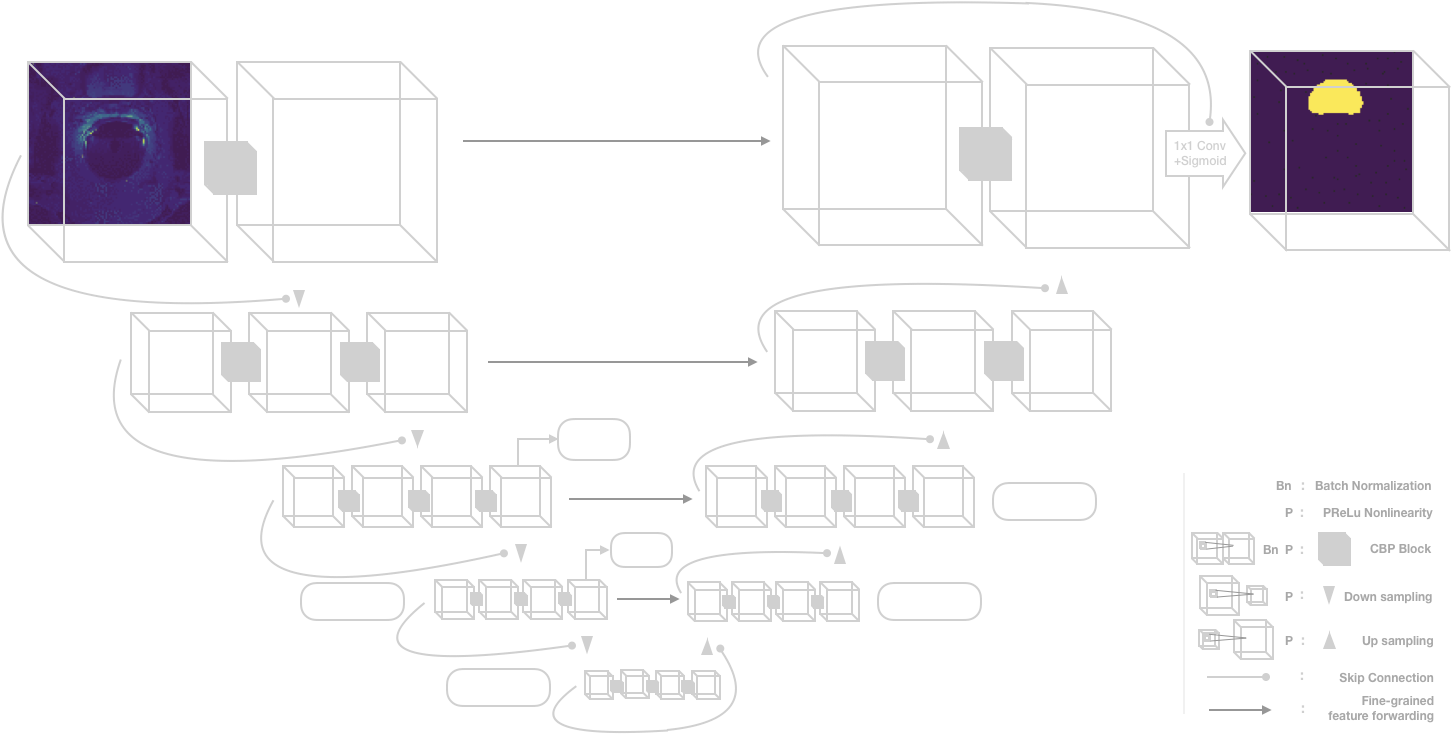 1x1 Conv
+Sigmoid
Bn : Batch Normalization
P : PReLu Nonlinearity
Bn P : CBP Block
P : Down sampling
P : Up sampling
: Skip Connection
: Fine-grained
feature forwarding